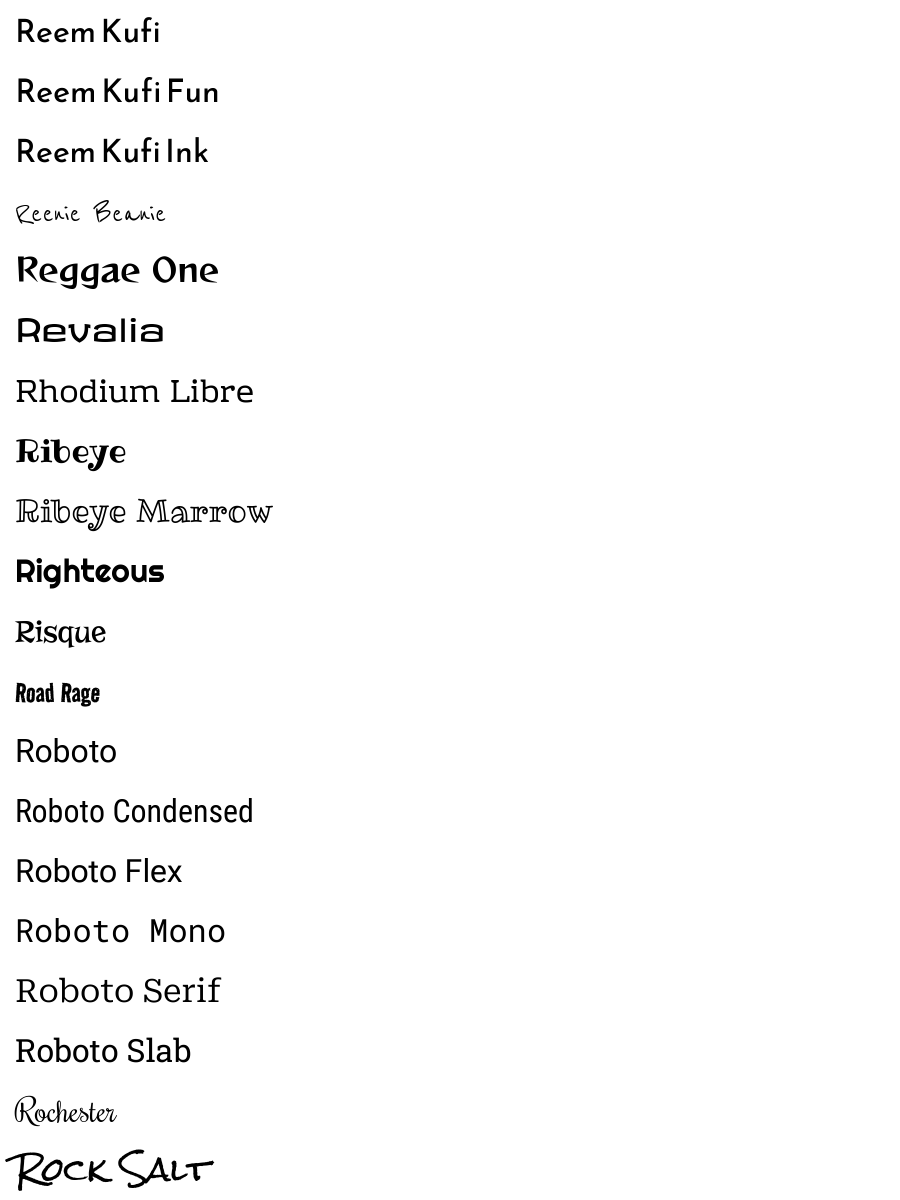 Reem Kufi
Reem Kufi Fun
Reem Kufi Ink
Reenie Beanie
Reggae One
Revalia
Rhodium Libre
Ribeye
Ribeye Marrow
Righteous
Risque
Road Rage
Roboto
Roboto Condensed
Roboto Flex
Roboto Mono
Roboto Serif
Roboto Slab
Rochester
Rock Salt